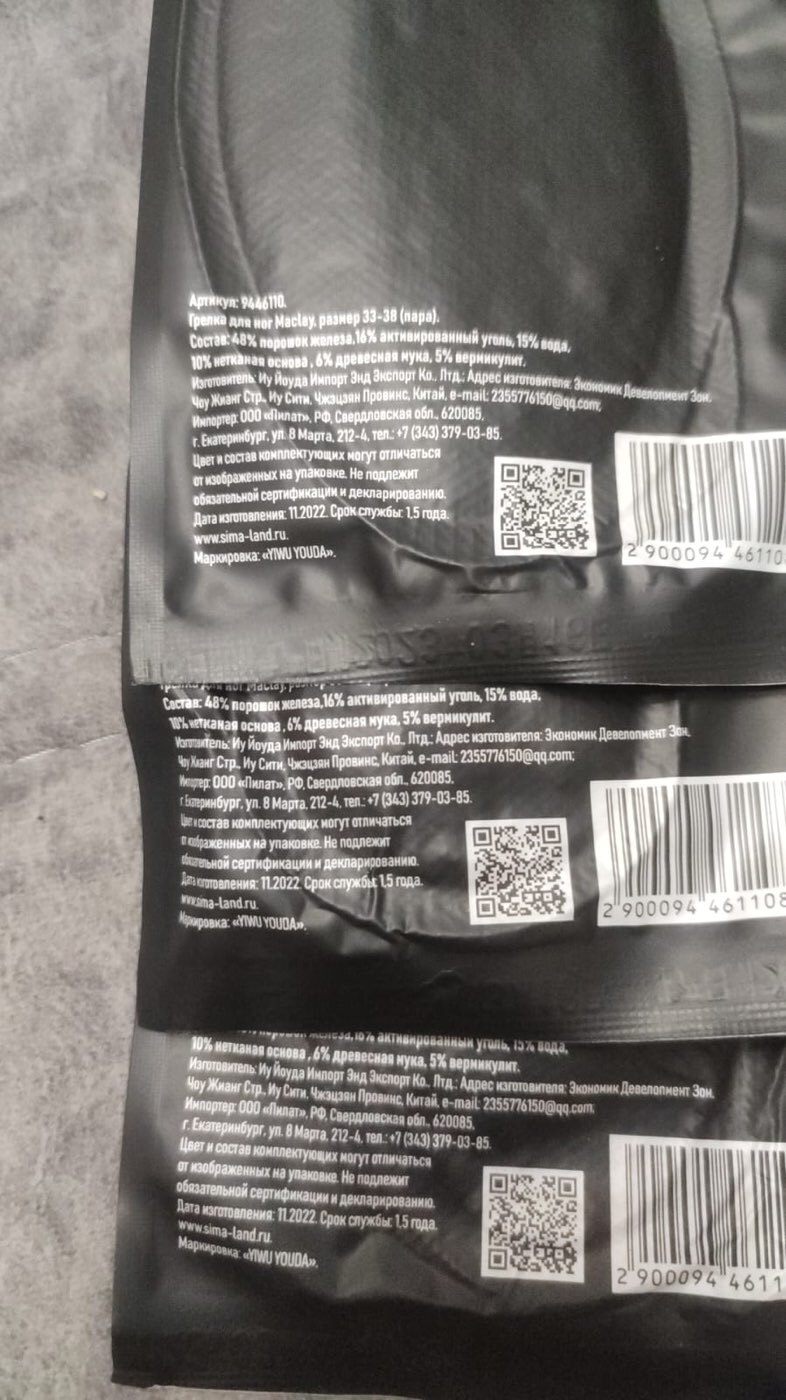 Артикул: 9446110.
Грелка для ног Maclay, размер 33-38 (пара).
Состав: 48% порошок железа,16% активированный уголь, 15% вода,
10% нетканая основа , 6% древесная мука, 5% вермикулит.
Изготовитель: Иу Йоуда Импорт Энд Экспорт Ко., Лтд.: Адрес изготовителя: Экономик Девелопмент Зон,
Чоу Жианг Стр., Иу Сити, Чжэцзян Провинс, Китай, e-mail: 2355776150@qq.com;
Импортер: ООО «Пилат», РФ, Свердловская обл., 620085,
г. Екатеринбург, ул. 8 Марта, 212-4, тел.: +7 (343) 379-03-85.
Цвет и состав комплектующих могут отличаться
от изображенных на упаковке. Не подлежит
обязательной сертификации и декларированию.
Дата изготовления: 11.2022. Срок службы: 1,5 года.
www.sima-land.ru.
Маркировка: «YIWU YOUDA».
2 900094 46110
2023 03
Грелка для ног Maclay,
Состав: 48% порошок железа,16% активированный уголь, 15% вода,
10% нетканая основа , 6% древесная мука, 5% вермикулит.
Изготовитель: Иу Йоуда Импорт Энд Экспорт Ко., Лтд.: Адрес изготовителя: Экономик Девелопмент Зон,
Чоу Жианг Стр., Иу Сити, Чжэцзян Провинс, Китай, e-mail: 2355776150@qq.com;
Импортер: ООО «Пилат», РФ, Свердловская обл., 620085,
г. Екатеринбург, ул. 8 Марта, 212-4, тел.: +7 (343) 379-03-85.
Цвет и состав комплектующих могут отличаться
от изображенных на упаковке. Не подлежит
обязательной сертификации и декларированию.
Дата изготовления: 11.2022. Срок службы: 1,5 года.
www.sima-land.ru.
Маркировка: «YIWU YOUDA».
2 900094 461108
порошок железа, 16% активированный уголь, 15% вода,
10% нетканая основа , 6% древесная мука, 5% вермикулит.
Изготовитель: Иу Йоуда Импорт Энд Экспорт Ко., Лтд.: Адрес изготовителя: Экономик Девелопмент Зон,
Чоу Жианг Стр., Иу Сити, Чжэцзян Провинс, Китай, e-mail: 2355776150@qq.com;
Импортер: ООО «Пилат», РФ, Свердловская обл., 620085,
г. Екатеринбург, ул. 8 Марта, 212-4, тел.: +7 (343) 379-03-85.
Цвет и состав комплектующих могут отличаться
от изображенных на упаковке. Не подлежит
обязательной сертификации и декларированию.
Дата изготовления: 11.2022. Срок службы: 1,5 года.
www.sima-land.ru.
Маркировка: «YIWU YOUDA».
2 900094 4611